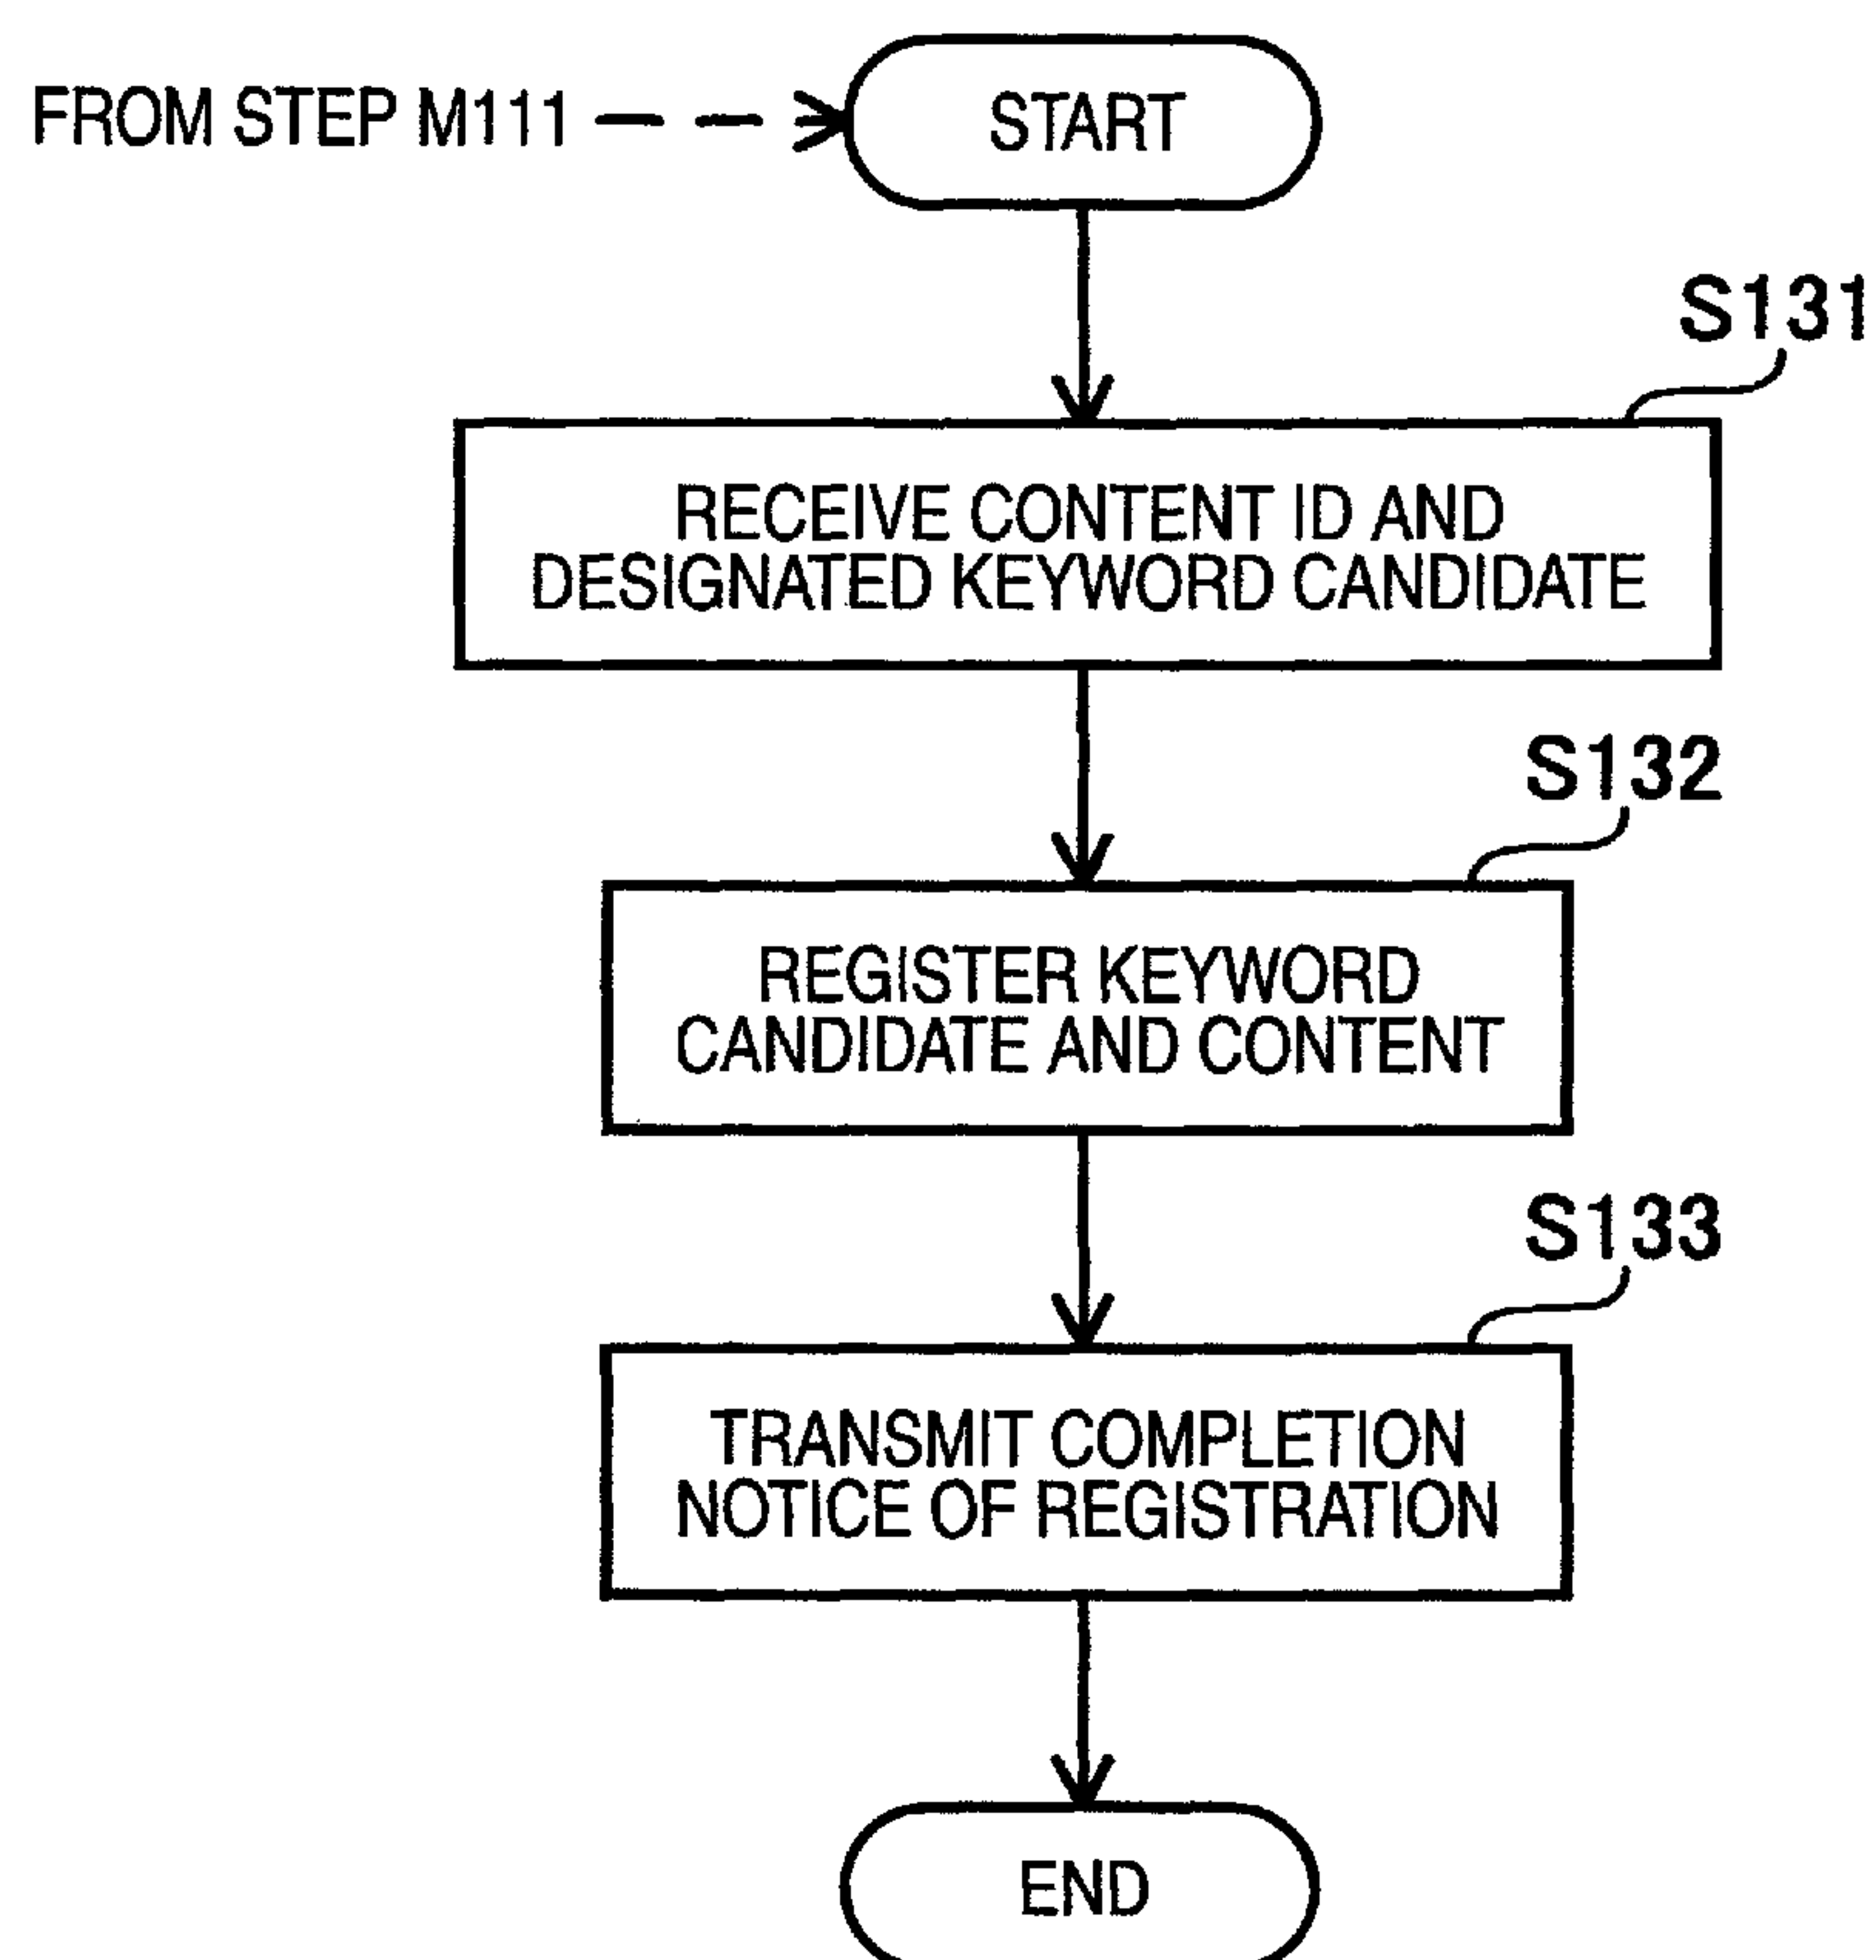 FROM STEP M111
START
S131
RECEIVE CONTENT ID AND
DESIGNATED KEYWORD CANDIDATE
S132
REGISTER KEYWORD
CANDIDATE AND CONTENT
S133
TRANSMIT COMPLETION
NOTICE OF REGISTRATION
END